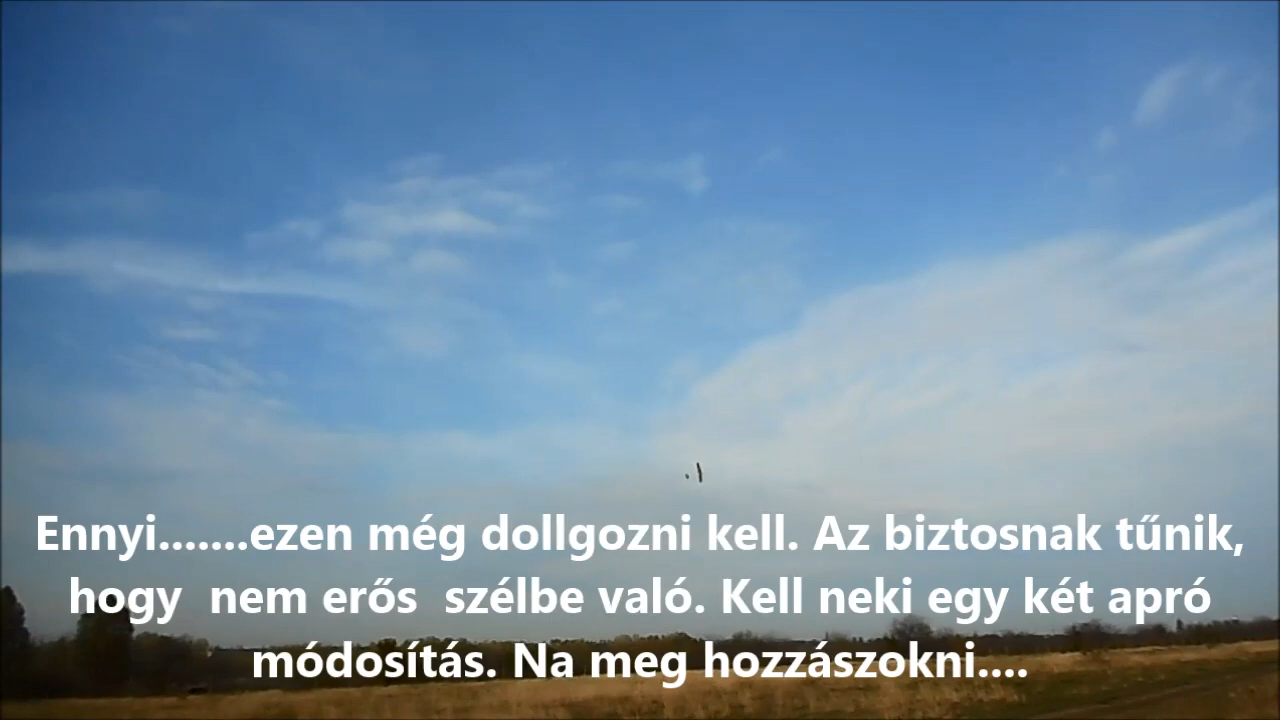 Ennyi.......ezen még dollgozni kell. Az biztosnak tűnik,
hogy  nem erős  szélbe való. Kell neki egy két apró
módosítás. Na meg hozzászokni....